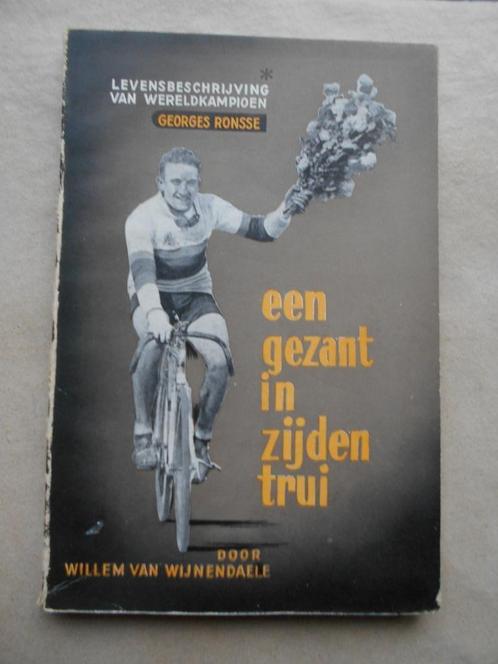 LEVENSBESCHRIJVING *
VAN WERELDKAMPIOEN
GEORGES RONSSE
een
gezant
in
zijden
trui
DOOR
WILLEM VAN WIJNENDAELE